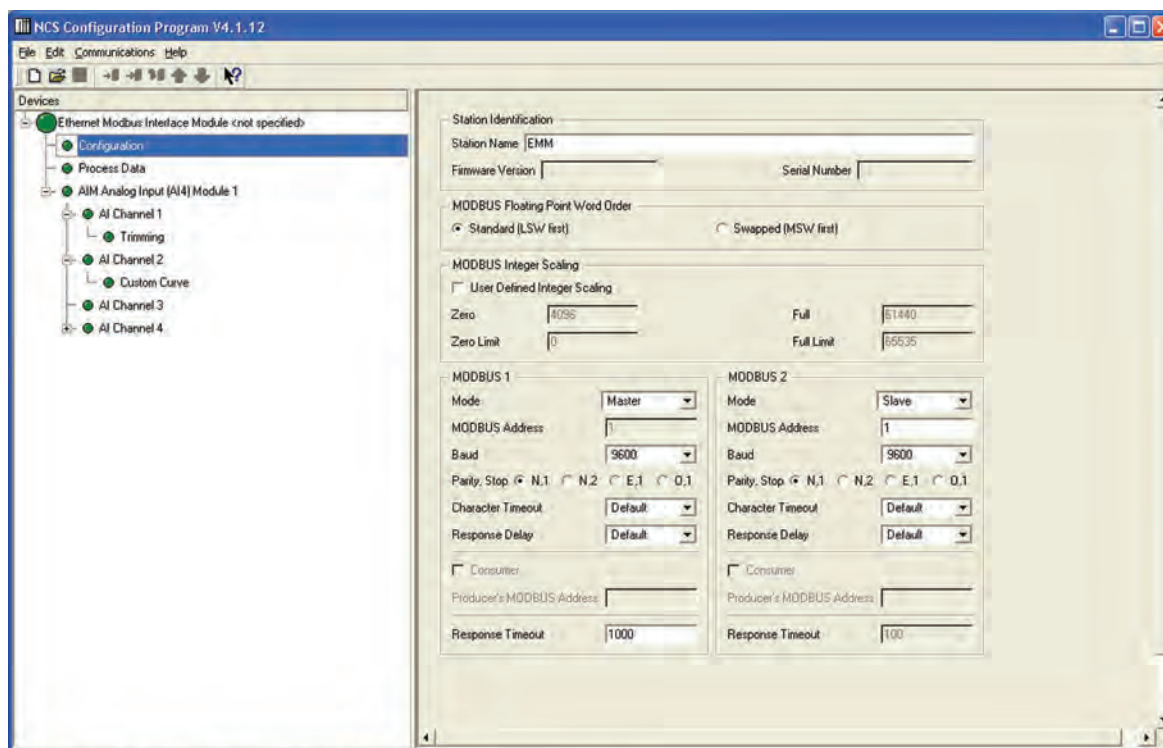 NCS Configuration Program V4.1.12
File Edit Communications Help
Devices
Ethernet Modbus Interface Module <not specified>
Configuration
Process Data
AIM Analog Input (AI4) Module 1
AI Channel 1
Trimming
AI Channel 2
Custom Curve
AI Channel 3
AI Channel 4
Station Identification
Station Name EMM
Firmware Version Serial Number
MODBUS Floating Point Word Order
Standard (LSW first) Swapped (MSW first)
MODBUS Integer Scaling
User Defined Integer Scaling
Zero 4096 Full 61440
Zero Limit 0 Full Limit 65535
MODBUS 1
Mode Master
MODBUS Address 1
Baud 9600
Parity, Stop N,1 N,2 E,1 O,1
Character Timeout Default
Response Delay Default
Consumer
Producer's MODBUS Address
Response Timeout 1000
MODBUS 2
Mode Slave
MODBUS Address 1
Baud 9600
Parity, Stop N,1 N,2 E,1 O,1
Character Timeout Default
Response Delay Default
Consumer
Producer's MODBUS Address
Response Timeout 100